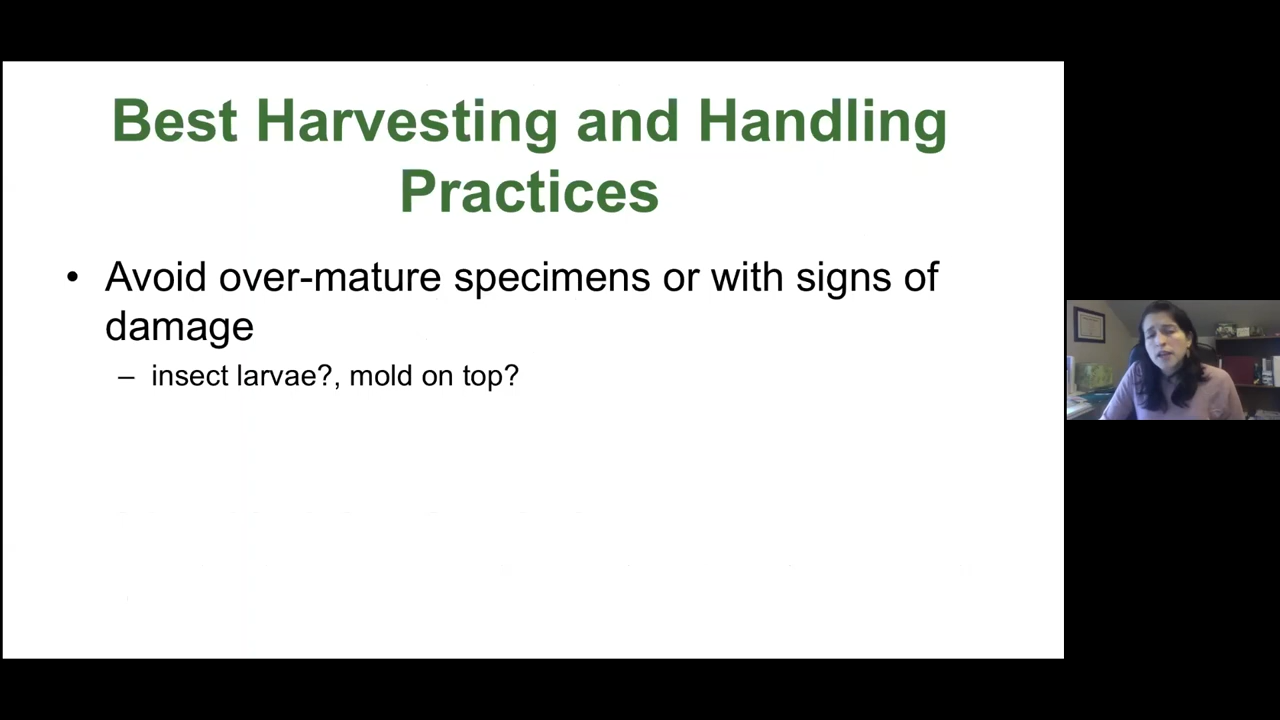 Best Harvesting and Handling
Practices
• Avoid over-mature specimens or with signs of
damage
– insect larvae?, mold on top?